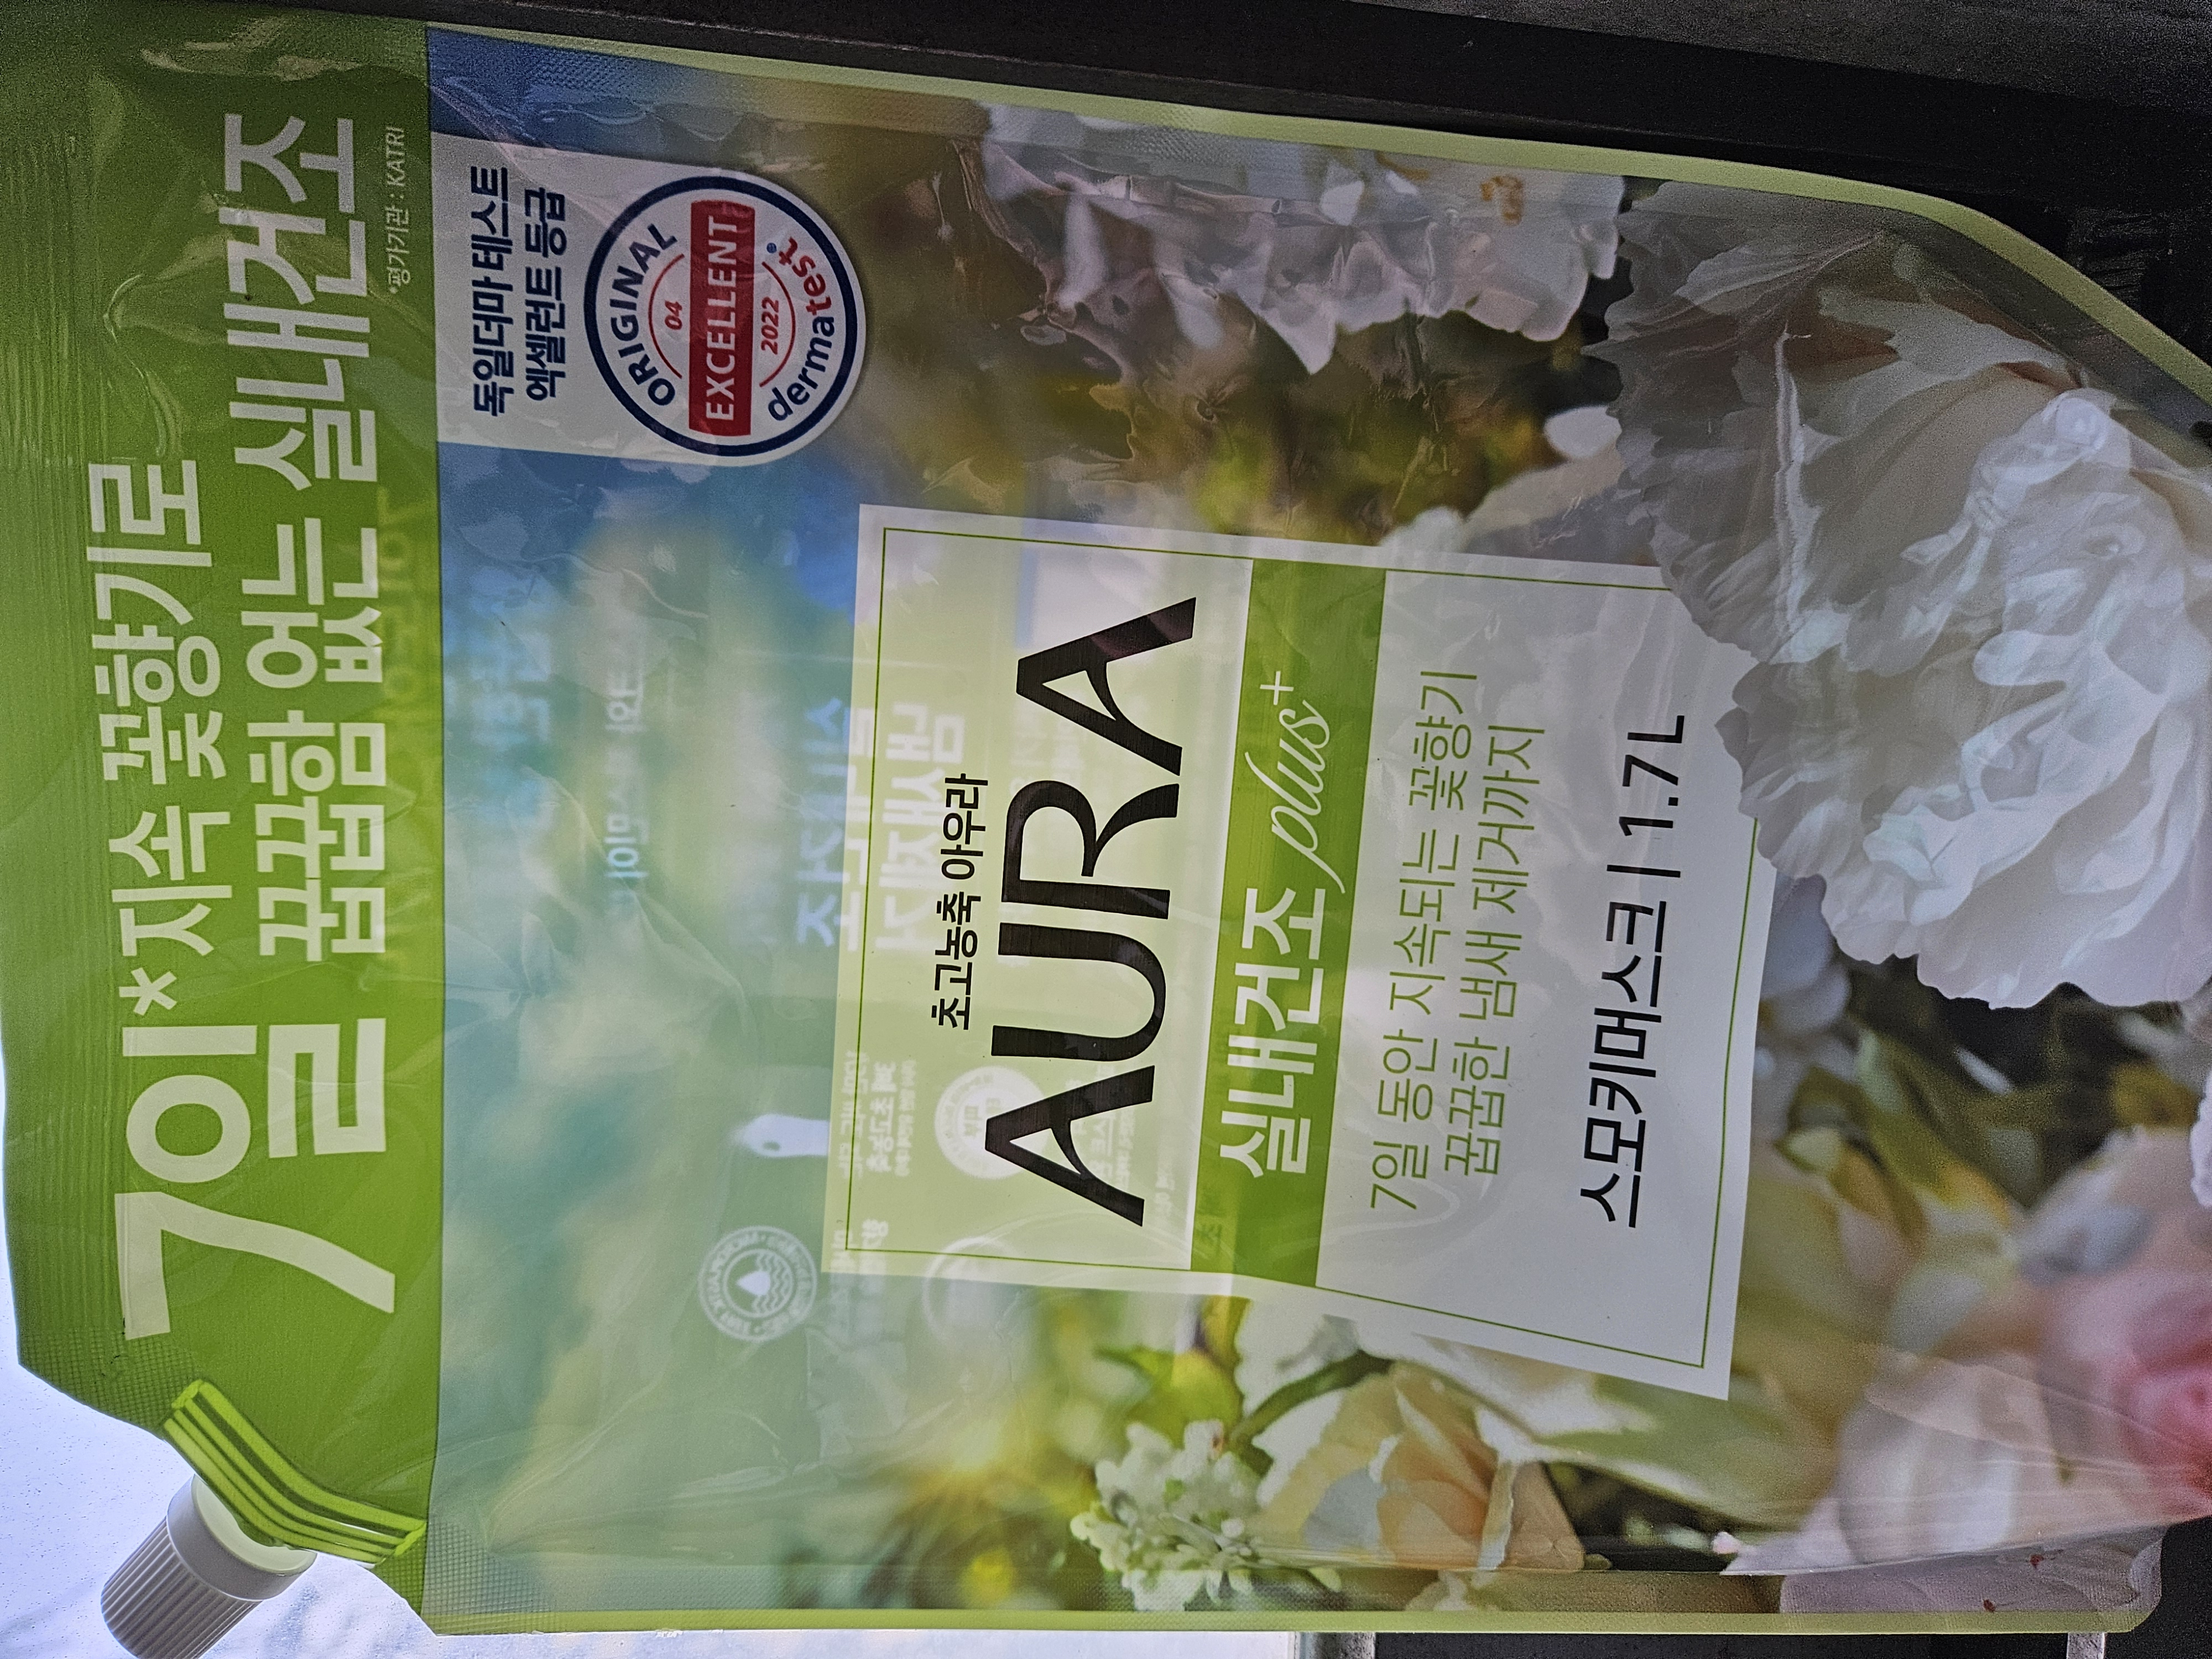 7일*지속 꽃향기로
꿉꿉함 없는 실내건조
*평가기관 : KATRI
독일더마 테스트
엑셀런트 등급
ORIGINAL
04
EXCELLENT
2022
dermatest®
초고농축 아우라
AURA
실내건조 plus+
7일 동안 지속되는 꽃향기
꿉꿉한 냄새 제거까지
스모키머스크 | 1.7L